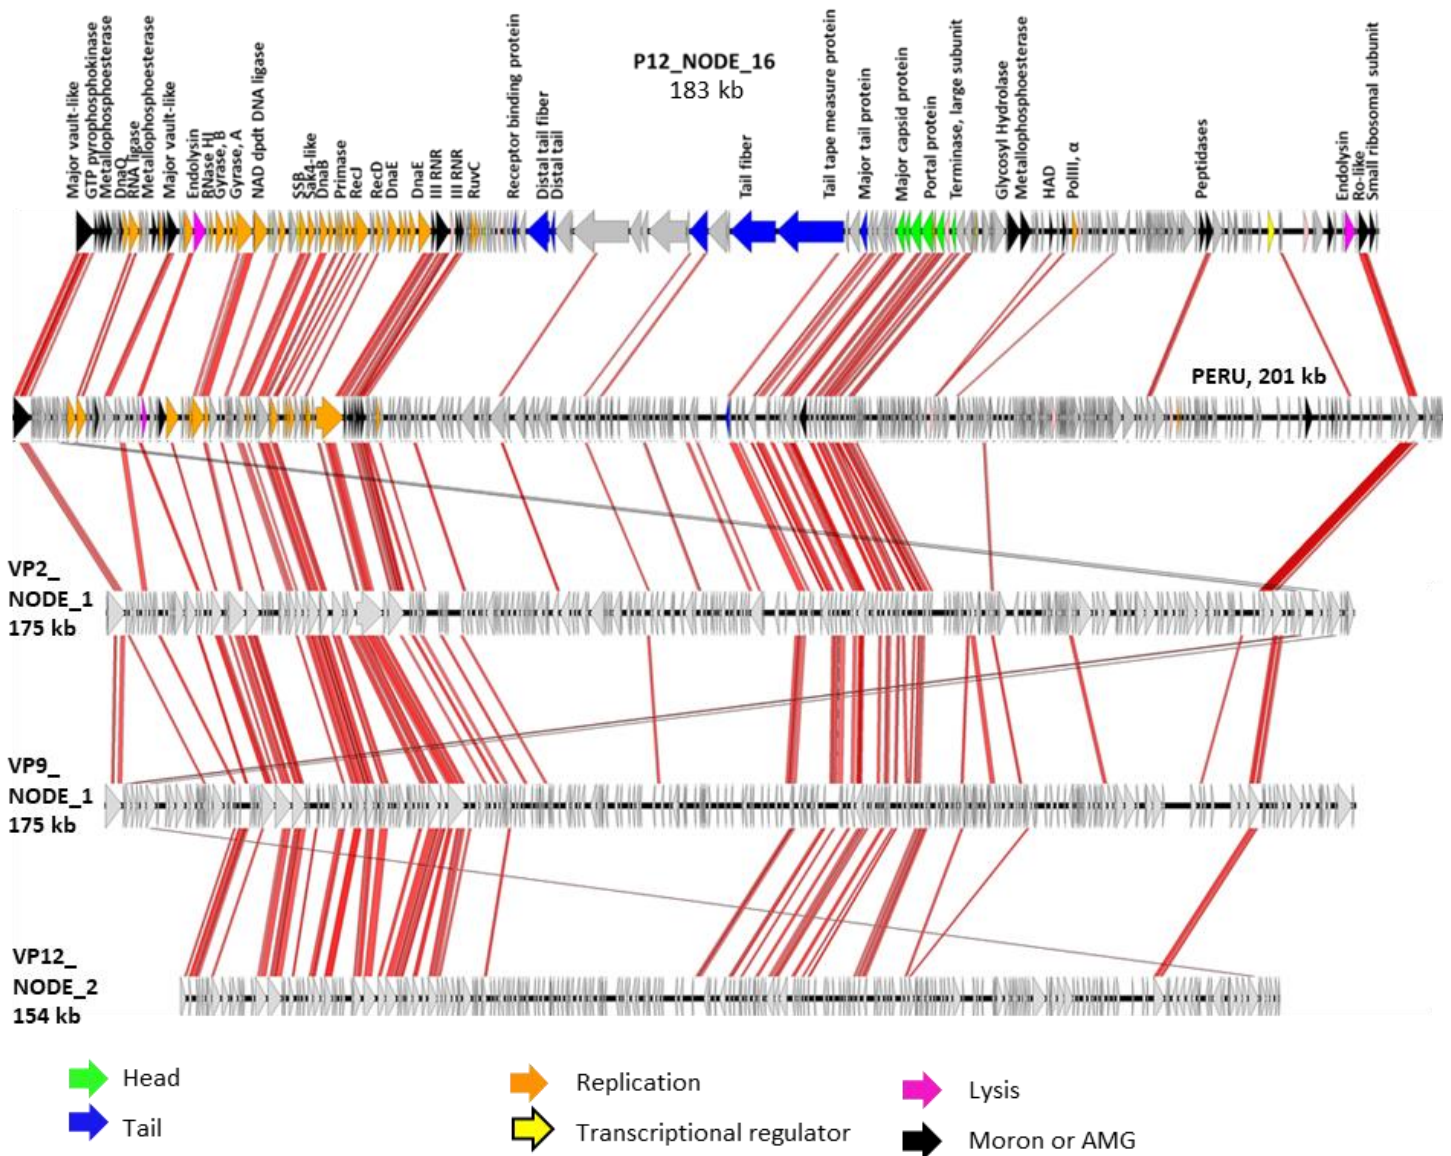 Major vault-like
GTP pyrophosphokinase
Metallophosphoesterase
DnaQ
RNA ligase
Metallophosphoesterase
Major vault-like
Endolysin
RNase HI
Gyrase, B
Gyrase, A
NAD dpdt DNA ligase
SSB
Sak4-like
DnaB
Primase
RecJ
RecD
DnaE
DnaE
III RNR
III RNR
RuvC
Receptor binding protein
Distal tail fiber
Distal tail
P12_NODE_16
183 kb
Tail fiber
Tail tape measure protein
Major tail protein
Major capsid protein
Portal protein
Terminase, large subunit
Glycosyl Hydrolase
Metallophosphoesterase
HAD
PolIII, α
Peptidases
Endolysin
Ro-like
Small ribosomal subunit
PERU, 201 kb
VP2_
NODE_1
175 kb
VP9_
NODE_1
175 kb
VP12_
NODE_2
154 kb
Head
Replication
Lysis
Tail
Transcriptional regulator
Moron or AMG